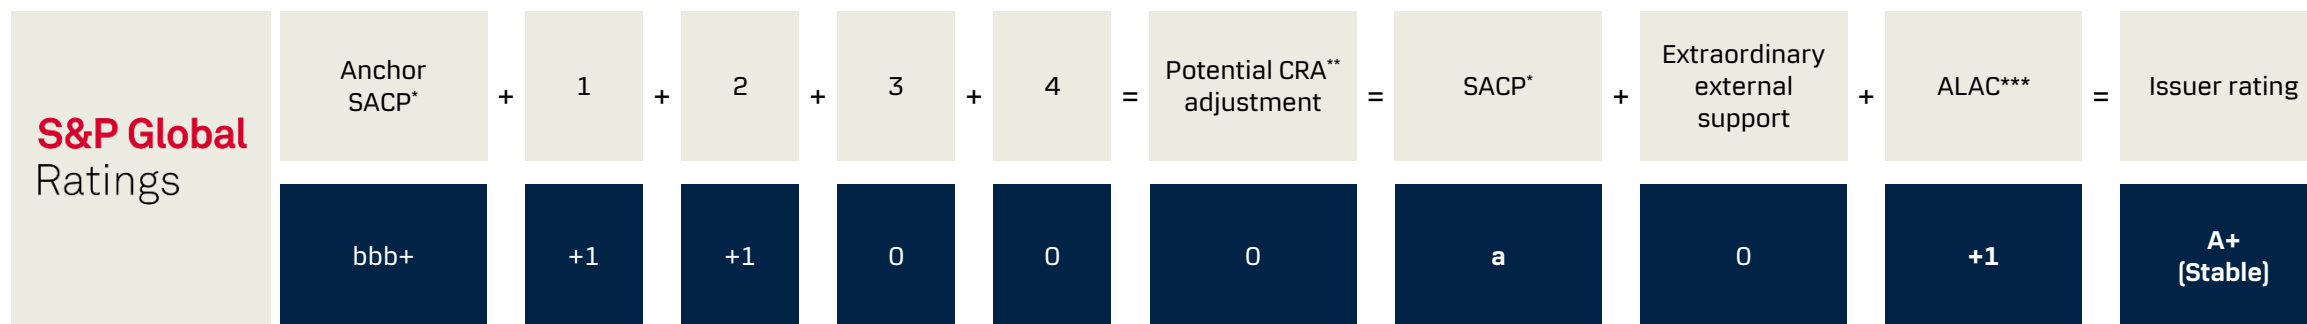 S&P Global
Ratings
Anchor
SACP*
+
1
+
2
+
3
+
4
=
Potential CRA**
adjustment
=
SACP*
+
Extraordinary
external
support
+
ALAC***
=
Issuer rating
bbb+
+1
+1
0
0
0
a
0
+1
A+
(Stable)